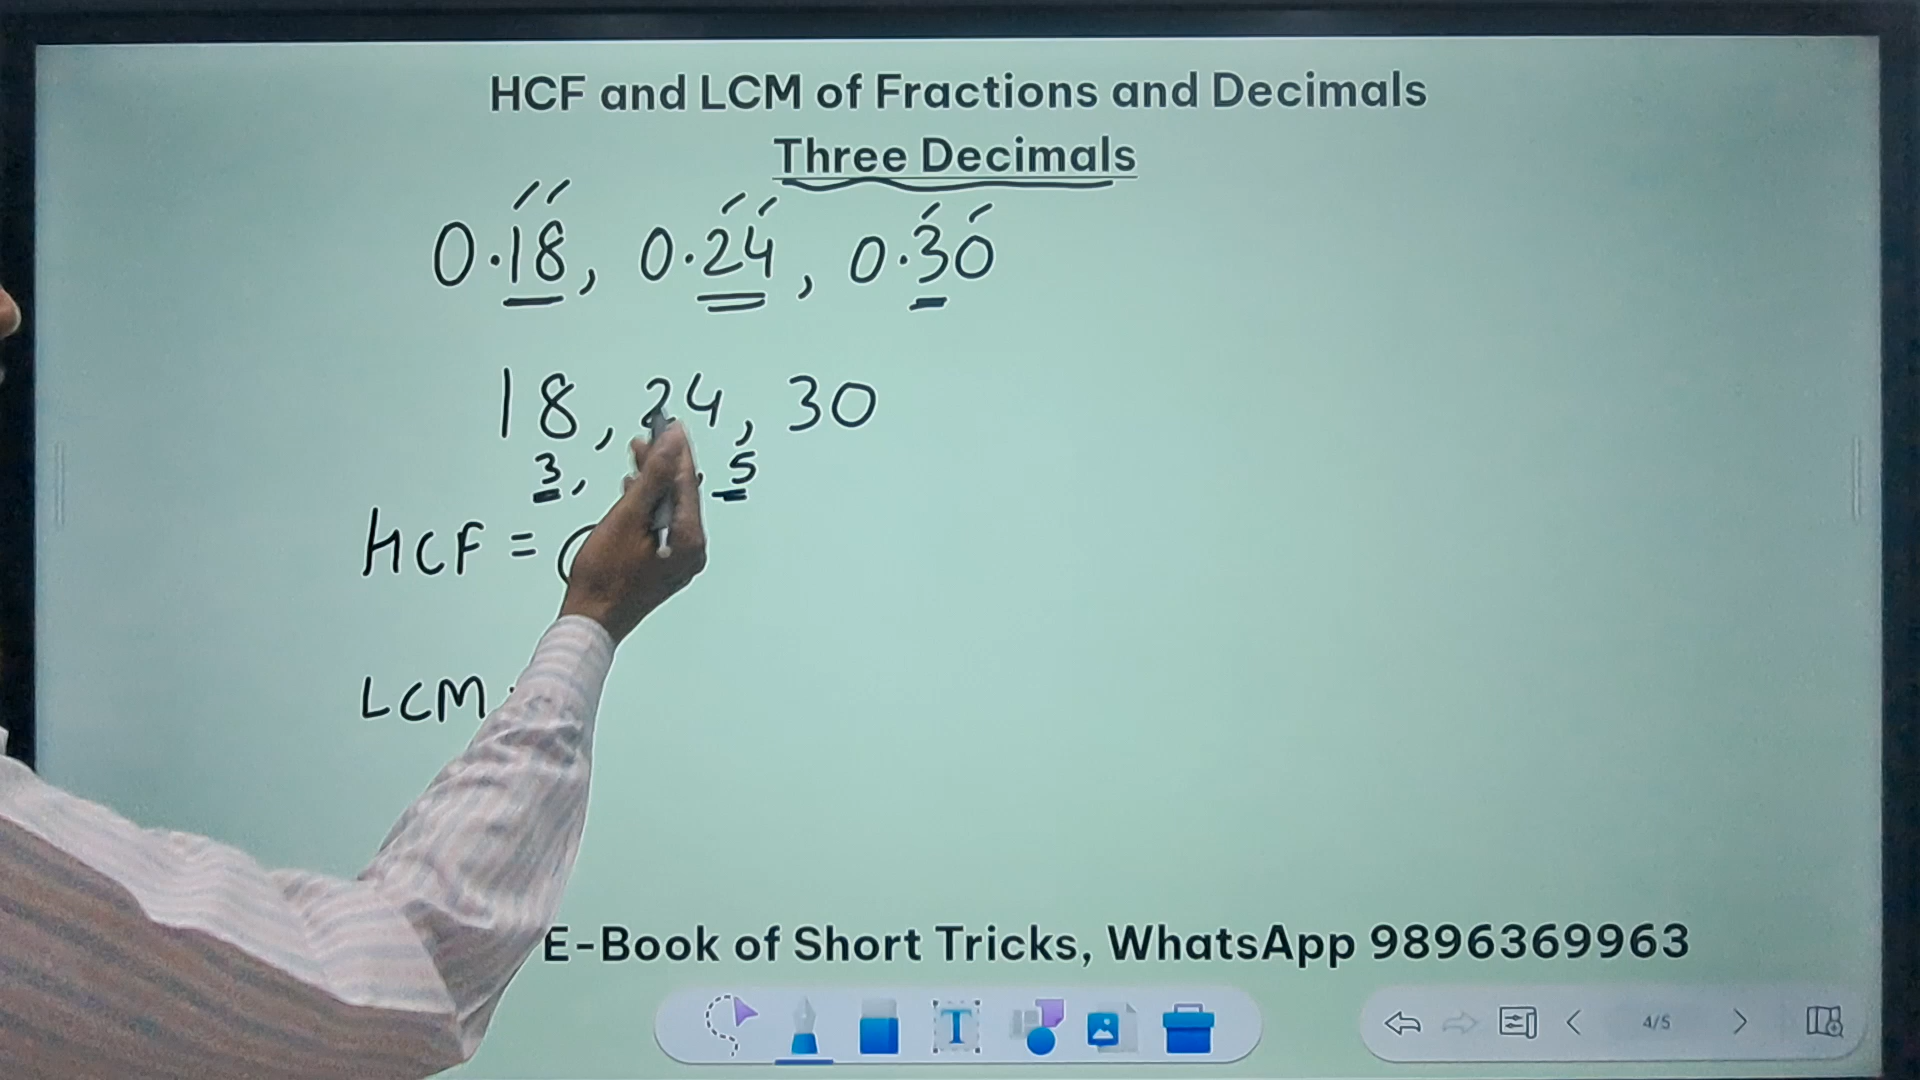 HCF and LCM of Fractions and Decimals
Three Decimals
0.18, 0.24, 0.30
18, 24, 30
3, , 5
HCF =
LCM
E-Book of Short Tricks, WhatsApp 9896369963
T
4/5